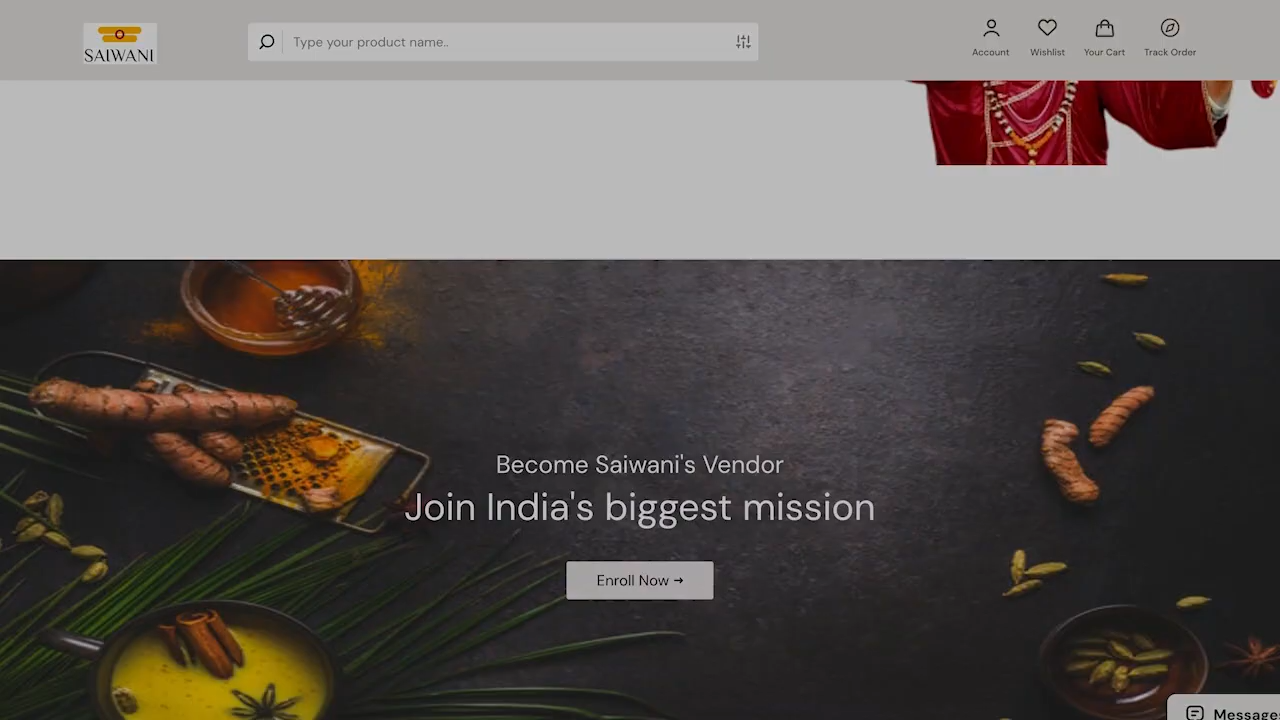 SAIWANI
Type your product name..
Account
Wishlist
Your Cart
Track Order
Become Saiwani's Vendor
Join India's biggest mission
Enroll Now →
Message